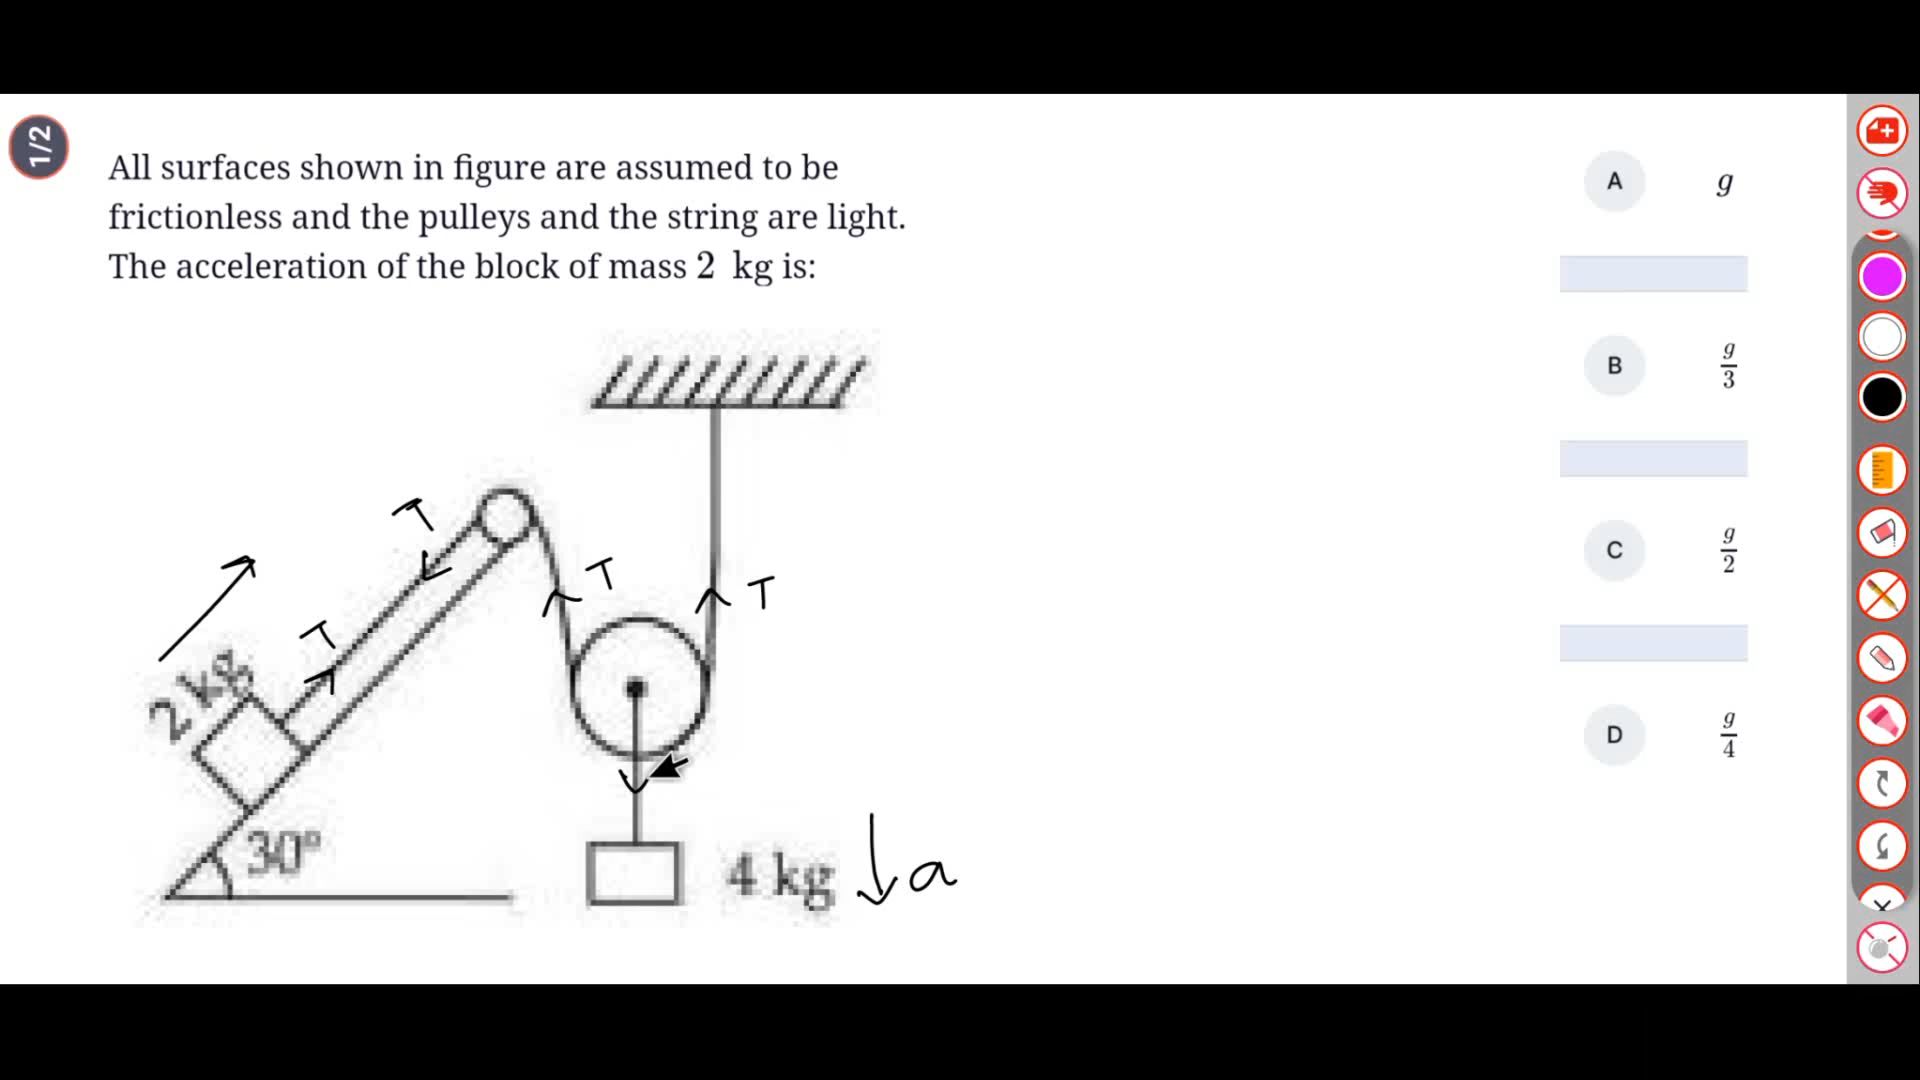 1/2
All surfaces shown in figure are assumed to be
frictionless and the pulleys and the string are light.
The acceleration of the block of mass 2 kg is:
T
T
T
T
2 kg
30°
4 kg
a
A g
B g/3
C g/2
D g/4